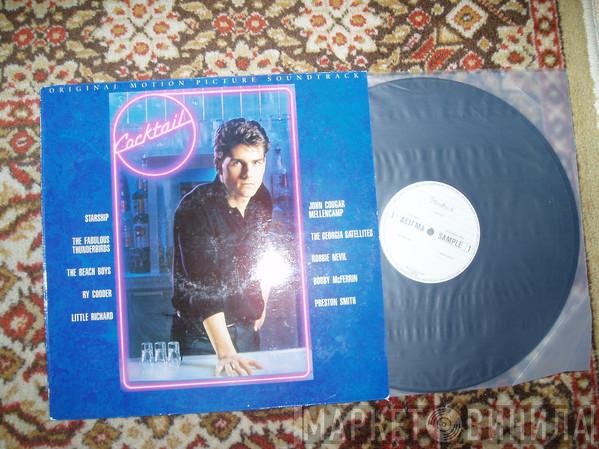 ORIGINAL MOTION PICTURE SOUNDTRACK
Cocktail
STARSHIP
THE FABULOUS
THUNDERBIRDS
THE BEACH BOYS
RY COODER
LITTLE RICHARD
JOHN COUGAR
MELLENCAMP
THE GEORGIA SATELLITES
ROBBIE NEVIL
BOBBY McFERRIN
PRESTON SMITH
ΔΕΙΓΜΑ
SAMPLE
МАРКЕТ ВИНИЛА